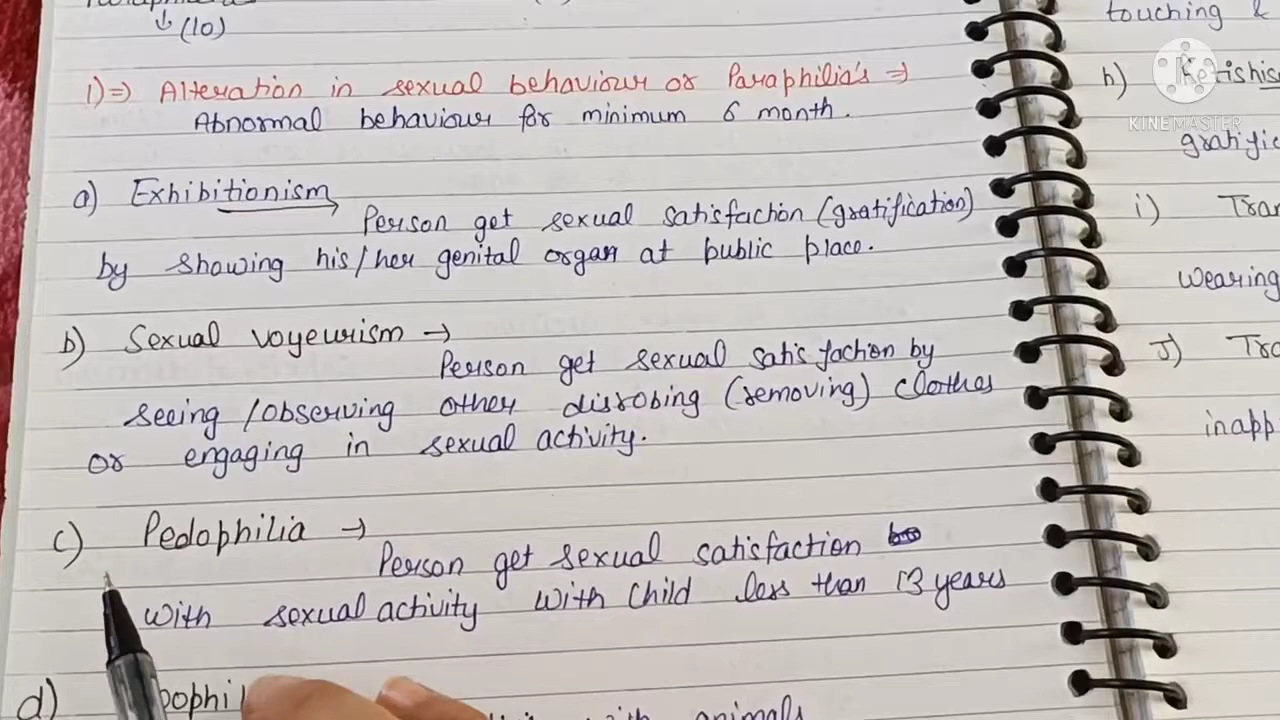 ↓ (10)
i) ⇒ Alteration in sexual behaviour or Paraphilia's ⇒
Abnormal behaviour for minimum 6 month.
a) Exhibitionism →
Person get sexual satisfaction (gratification)
by showing his/her genital organ at public place.
b) Sexual voyeurism →
Person get sexual satisfaction by
seeing /observing other disrobing (removing) clothes
or engaging in sexual activity.
c) Pedophilia →
Person get sexual satisfaction
with sexual activity with child less than 13 years
d)
with animals
touching &
h)
KINEMASTER
i)
wearing
J)